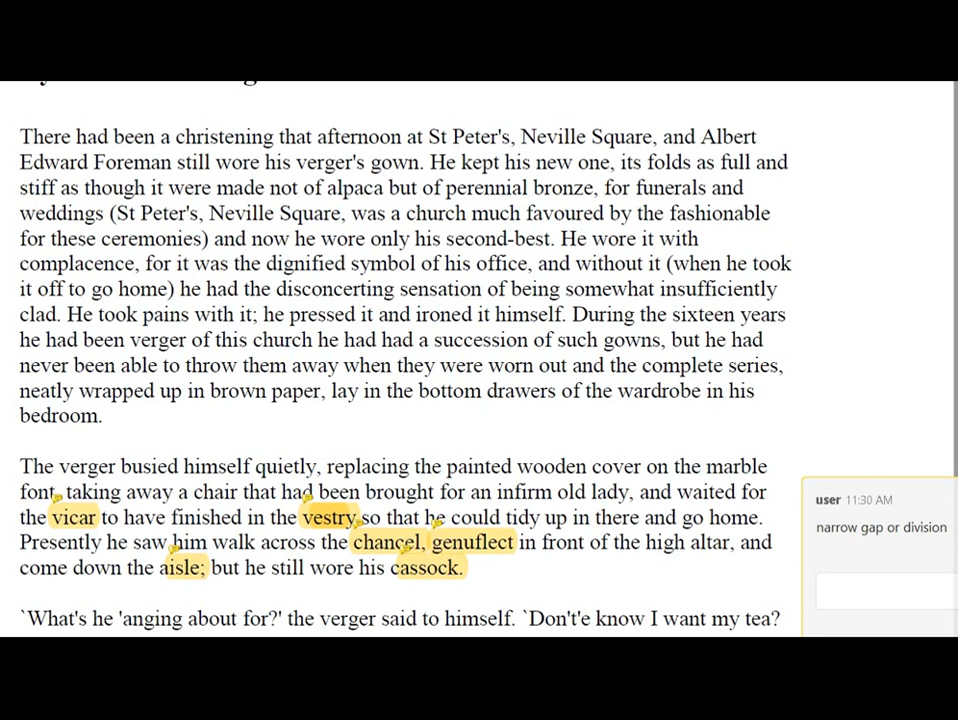 There had been a christening that afternoon at St Peter's, Neville Square, and Albert
Edward Foreman still wore his verger's gown. He kept his new one, its folds as full and
stiff as though it were made not of alpaca but of perennial bronze, for funerals and
weddings (St Peter's, Neville Square, was a church much favoured by the fashionable
for these ceremonies) and now he wore only his second-best. He wore it with
complacence, for it was the dignified symbol of his office, and without it (when he took
it off to go home) he had the disconcerting sensation of being somewhat insufficiently
clad. He took pains with it; he pressed it and ironed it himself. During the sixteen years
he had been verger of this church he had had a succession of such gowns, but he had
never been able to throw them away when they were worn out and the complete series,
neatly wrapped up in brown paper, lay in the bottom drawers of the wardrobe in his
bedroom.
The verger busied himself quietly, replacing the painted wooden cover on the marble
font, taking away a chair that had been brought for an infirm old lady, and waited for
the vicar to have finished in the vestry so that he could tidy up in there and go home.
Presently he saw him walk across the chancel, genuflect in front of the high altar, and
come down the aisle; but he still wore his cassock.
`What's he 'anging about for?' the verger said to himself. `Don't'e know I want my tea?
user 11:30 AM
narrow gap or division